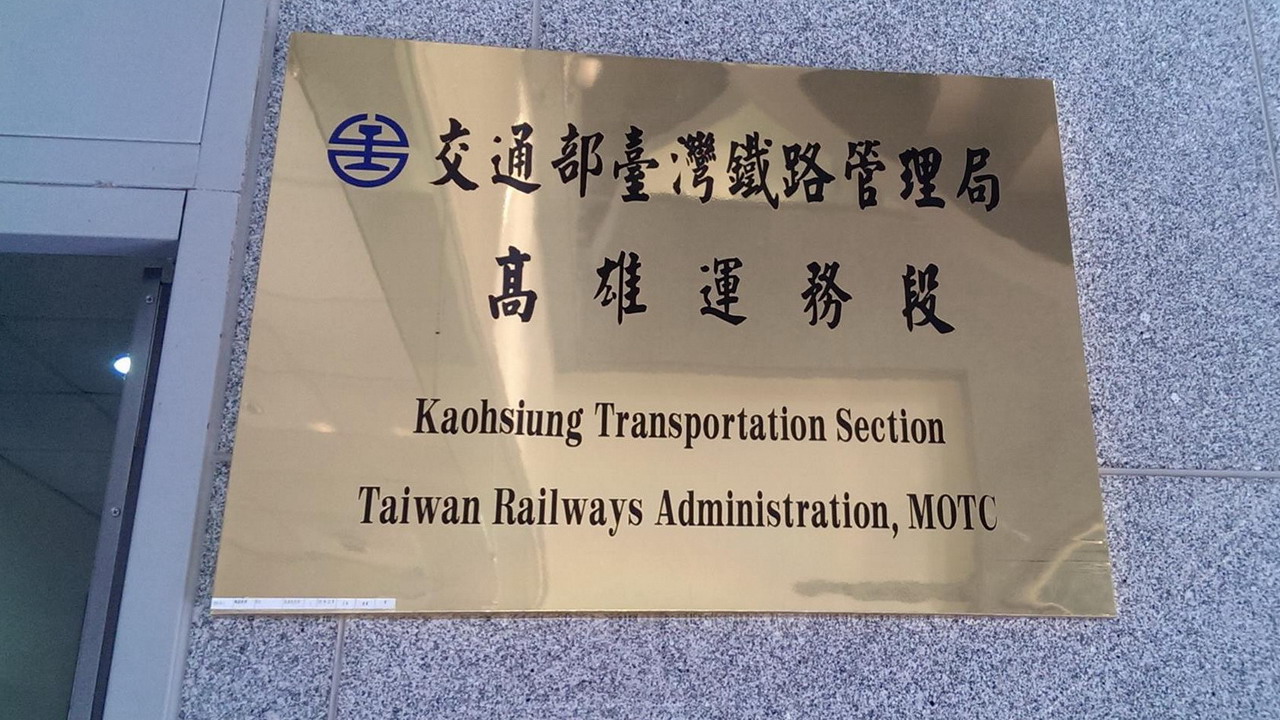 交通部臺灣鐵路管理局
高雄運務段
Kaohsiung Transportation Section
Taiwan Railways Administration, MOTC